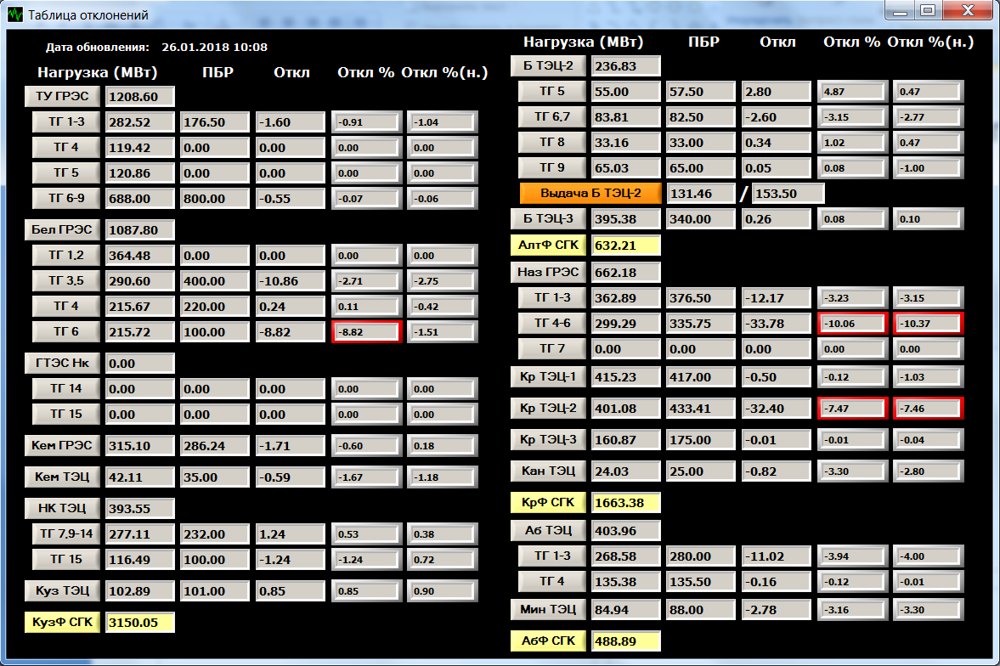 Таблица отклонений
Дата обновления: 26.01.2018 10:08
Нагрузка (МВт) ПБР Откл Откл % Откл %(н.)
ТУ ГРЭС 1208.60
ТГ 1-3 282.52 176.50 -1.60 -0.91 -1.04
ТГ 4 119.42 0.00 0.00 0.00 0.00
ТГ 5 120.86 0.00 0.00 0.00 0.00
ТГ 6-9 688.00 800.00 -0.55 -0.07 -0.06
Бел ГРЭС 1087.80
ТГ 1,2 364.48 0.00 0.00 0.00 0.00
ТГ 3,5 290.60 400.00 -10.86 -2.71 -2.75
ТГ 4 215.67 220.00 0.24 0.11 -0.42
ТГ 6 215.72 100.00 -8.82 -8.82 -1.51
ГТЭС Нк 0.00
ТГ 14 0.00 0.00 0.00 0.00 0.00
ТГ 15 0.00 0.00 0.00 0.00 0.00
Кем ГРЭС 315.10 286.24 -1.71 -0.60 0.18
Кем ТЭЦ 42.11 35.00 -0.59 -1.67 -1.18
НК ТЭЦ 393.55
ТГ 7,9-14 277.11 232.00 1.24 0.53 0.38
ТГ 15 116.49 100.00 -1.24 -1.24 0.72
Куз ТЭЦ 102.89 101.00 0.85 0.85 0.90
КузФ СГК 3150.05
Нагрузка (МВт) ПБР Откл Откл % Откл %(н.)
Б ТЭЦ-2 236.83
ТГ 5 55.00 57.50 2.80 4.87 0.47
ТГ 6,7 83.81 82.50 -2.60 -3.15 -2.77
ТГ 8 33.16 33.00 0.34 1.02 0.47
ТГ 9 65.03 65.00 0.05 0.08 -1.00
Выдача Б ТЭЦ-2 131.46 / 153.50
Б ТЭЦ-3 395.38 340.00 0.26 0.08 0.10
АлтФ СГК 632.21
Наз ГРЭС 662.18
ТГ 1-3 362.89 376.50 -12.17 -3.23 -3.15
ТГ 4-6 299.29 335.75 -33.78 -10.06 -10.37
ТГ 7 0.00 0.00 0.00 0.00 0.00
Кр ТЭЦ-1 415.23 417.00 -0.50 -0.12 -1.03
Кр ТЭЦ-2 401.08 433.41 -32.40 -7.47 -7.46
Кр ТЭЦ-3 160.87 175.00 -0.01 -0.01 -0.04
Кан ТЭЦ 24.03 25.00 -0.82 -3.30 -2.80
КрФ СГК 1663.38
Аб ТЭЦ 403.96
ТГ 1-3 268.58 280.00 -11.02 -3.94 -4.00
ТГ 4 135.38 135.50 -0.16 -0.12 -0.01
Мин ТЭЦ 84.94 88.00 -2.78 -3.16 -3.30
АбФ СГК 488.89